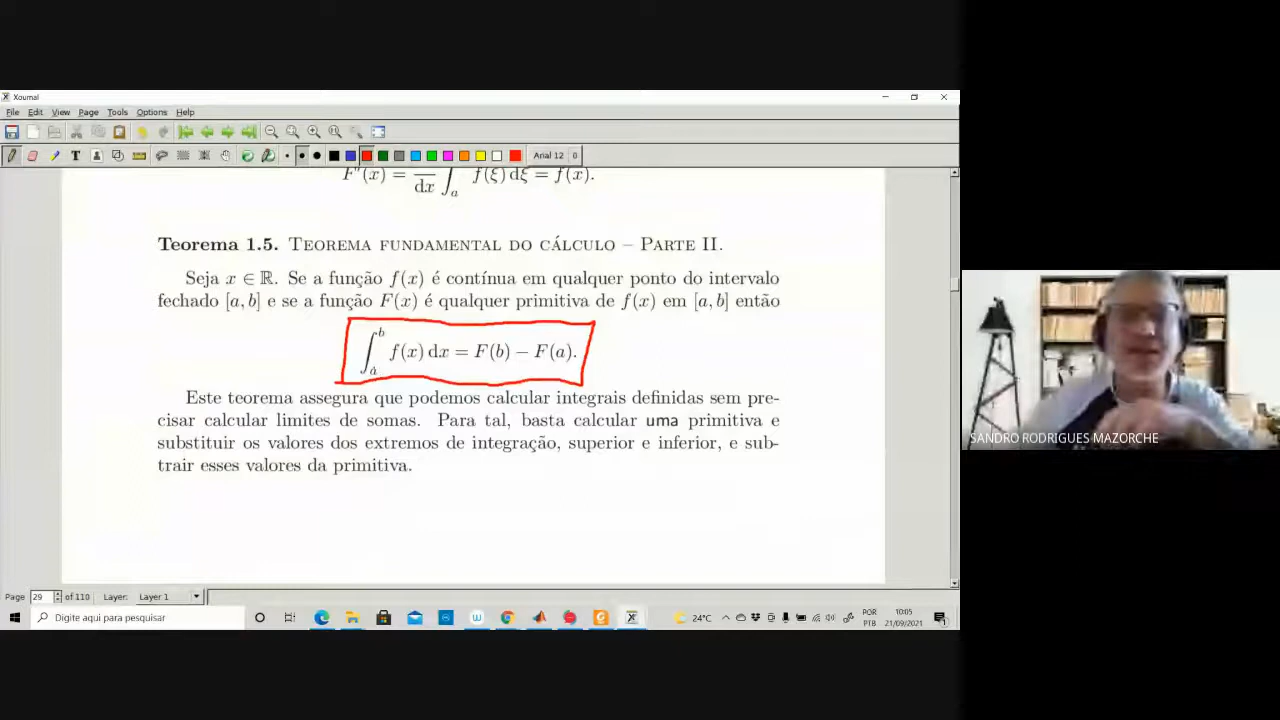 Xournal
File Edit View Page Tools Options Help
Arial 12 0
F'(x) = d/dx ∫_a f(ξ) dξ = f(x).
Teorema 1.5. Teorema fundamental do cálculo – Parte II.
Seja x ∈ ℝ. Se a função f(x) é contínua em qualquer ponto do intervalo
fechado [a, b] e se a função F(x) é qualquer primitiva de f(x) em [a, b] então
∫_a^b f(x) dx = F(b) − F(a).
Este teorema assegura que podemos calcular integrais definidas sem pre-
cisar calcular limites de somas. Para tal, basta calcular uma primitiva e
substituir os valores dos extremos de integração, superior e inferior, e sub-
trair esses valores da primitiva.
SANDRO RODRIGUES MAZORCHE
Page 29 of 110 Layer: Layer 1
Digite aqui para pesquisar
24°C
POR
PTB
10:05
21/09/2021